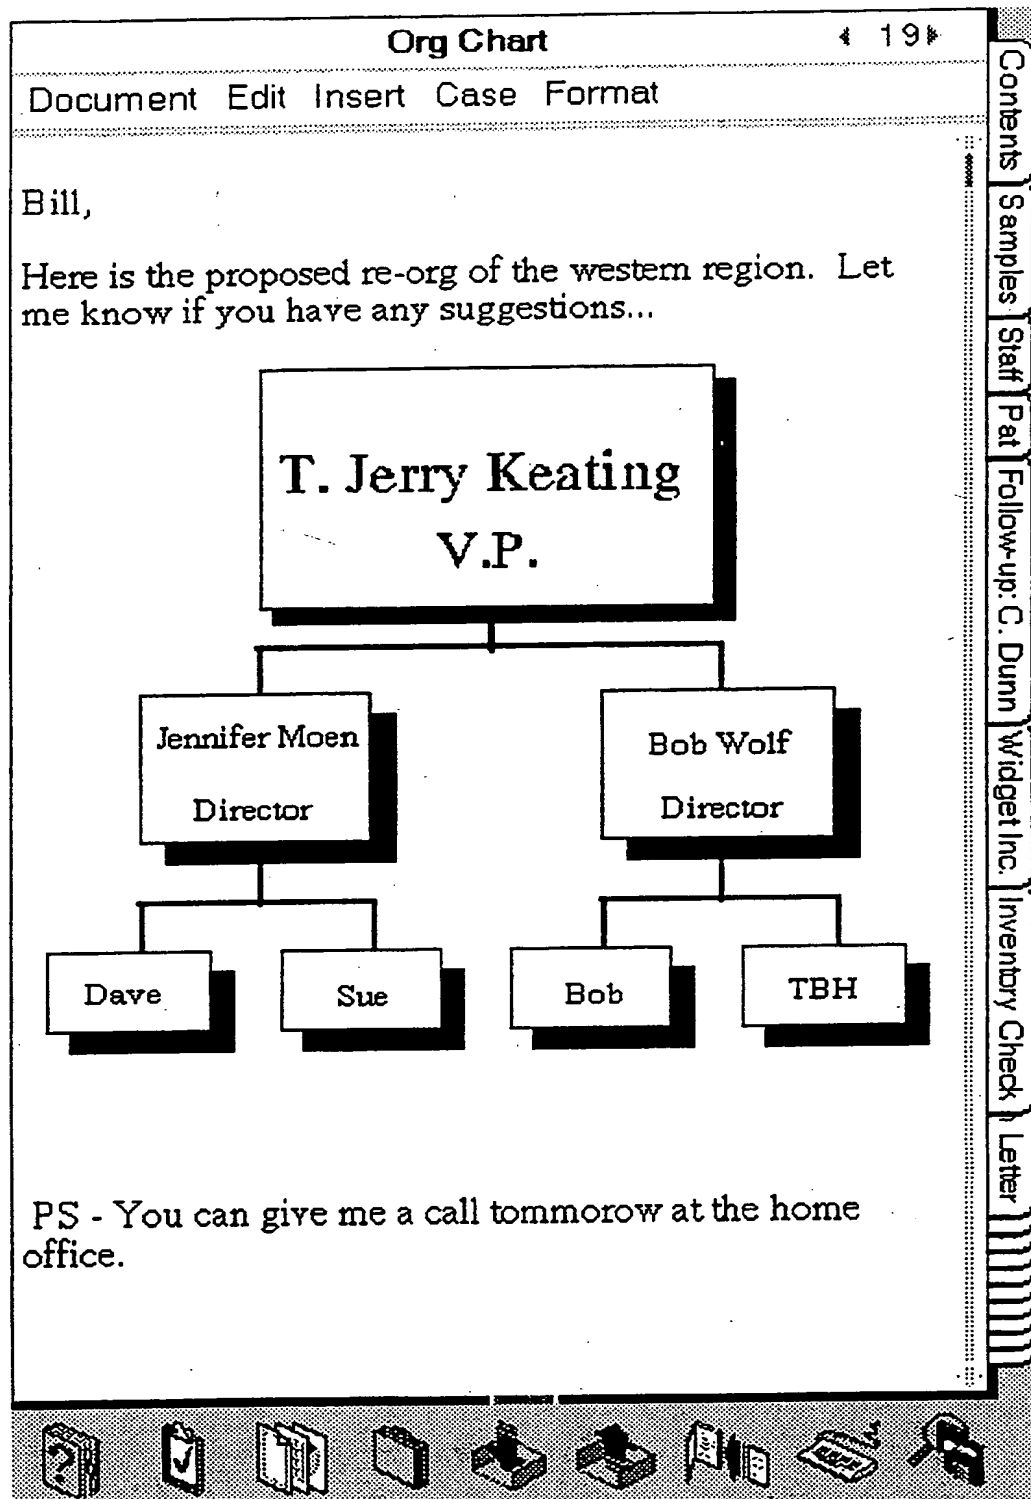 Org Chart
19
Document Edit Insert Case Format
Bill,
Here is the proposed re-org of the western region. Let
me know if you have any suggestions...
T. Jerry Keating
V.P.
Jennifer Moen
Director
Bob Wolf
Director
Dave
Sue
Bob
TBH
PS - You can give me a call tommorow at the home
office.
Contents
Samples
Staff
Pat
Follow-up: C. Dunn
Widget Inc.
Inventory Check
Letter
?